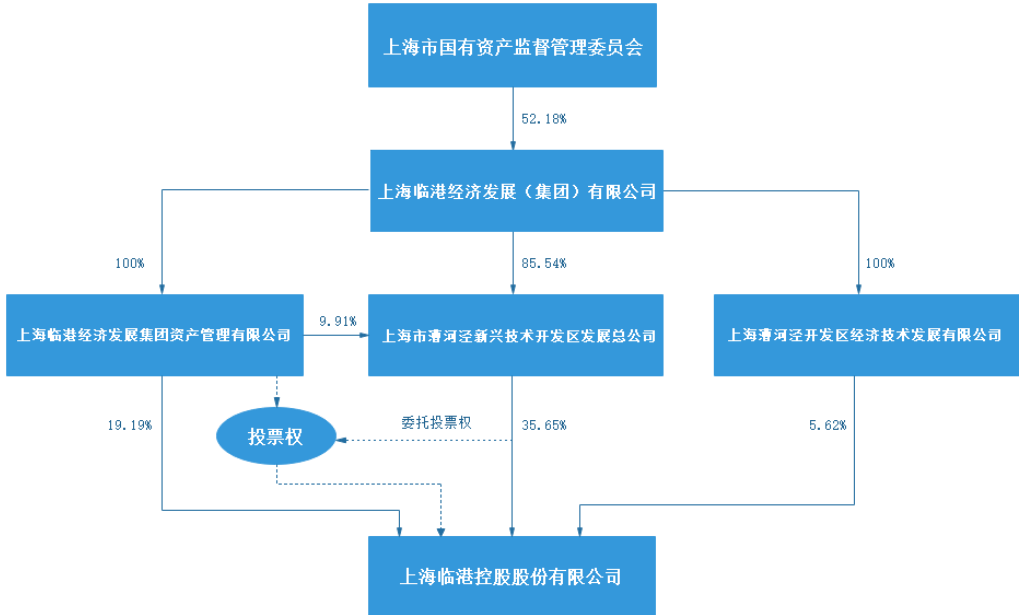 上海市国有资产监督管理委员会
52.18%
上海临港经济发展（集团）有限公司
100%
85.54%
100%
上海临港经济发展集团资产管理有限公司
9.91%
上海市漕河泾新兴技术开发区发展总公司
上海漕河泾开发区经济技术发展有限公司
19.19%
投票权
委托投票权
35.65%
5.62%
上海临港控股股份有限公司